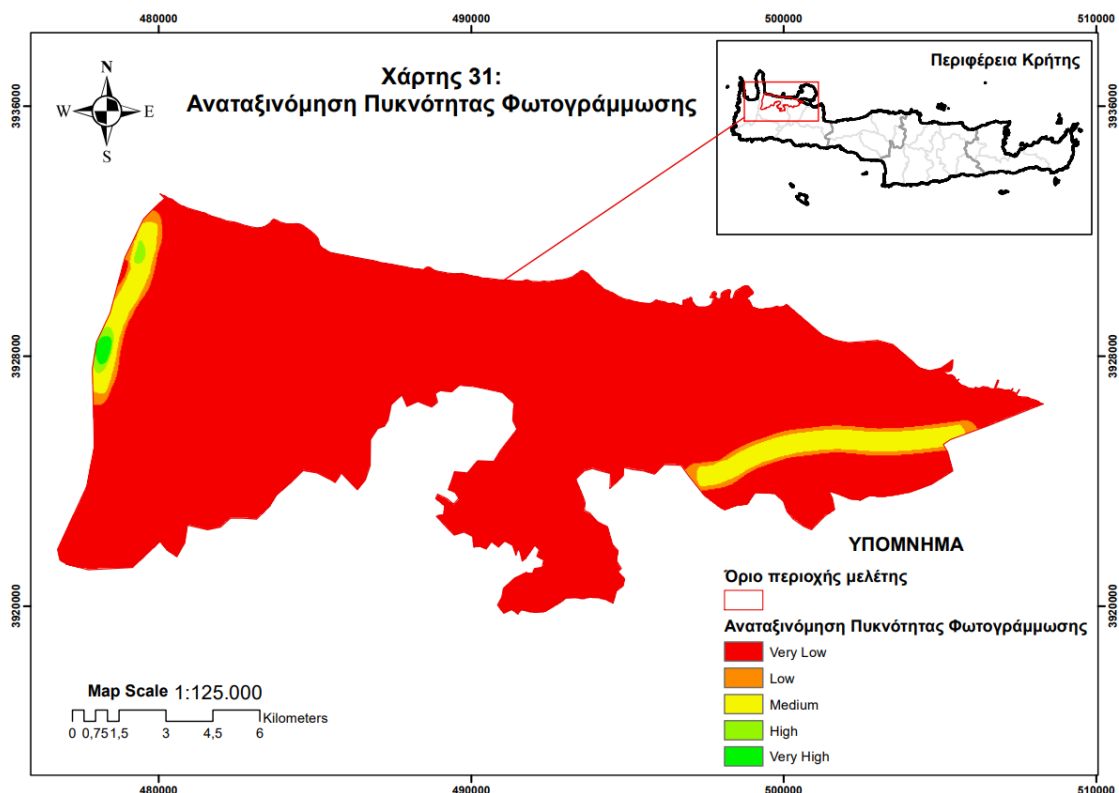 480000 490000 500000 510000
3936000 3936000
3928000 3928000
3920000 3920000
N
W E
S
Χάρτης 31:
Αναταξινόμηση Πυκνότητας Φωτογράμμωσης
Περιφέρεια Κρήτης
ΥΠΟΜΝΗΜΑ
Όριο περιοχής μελέτης
Αναταξινόμηση Πυκνότητας Φωτογράμμωσης
Very Low
Low
Medium
High
Very High
Map Scale 1:125.000
Kilometers
0 0,75 1,5 3 4,5 6
480000 490000 500000 510000